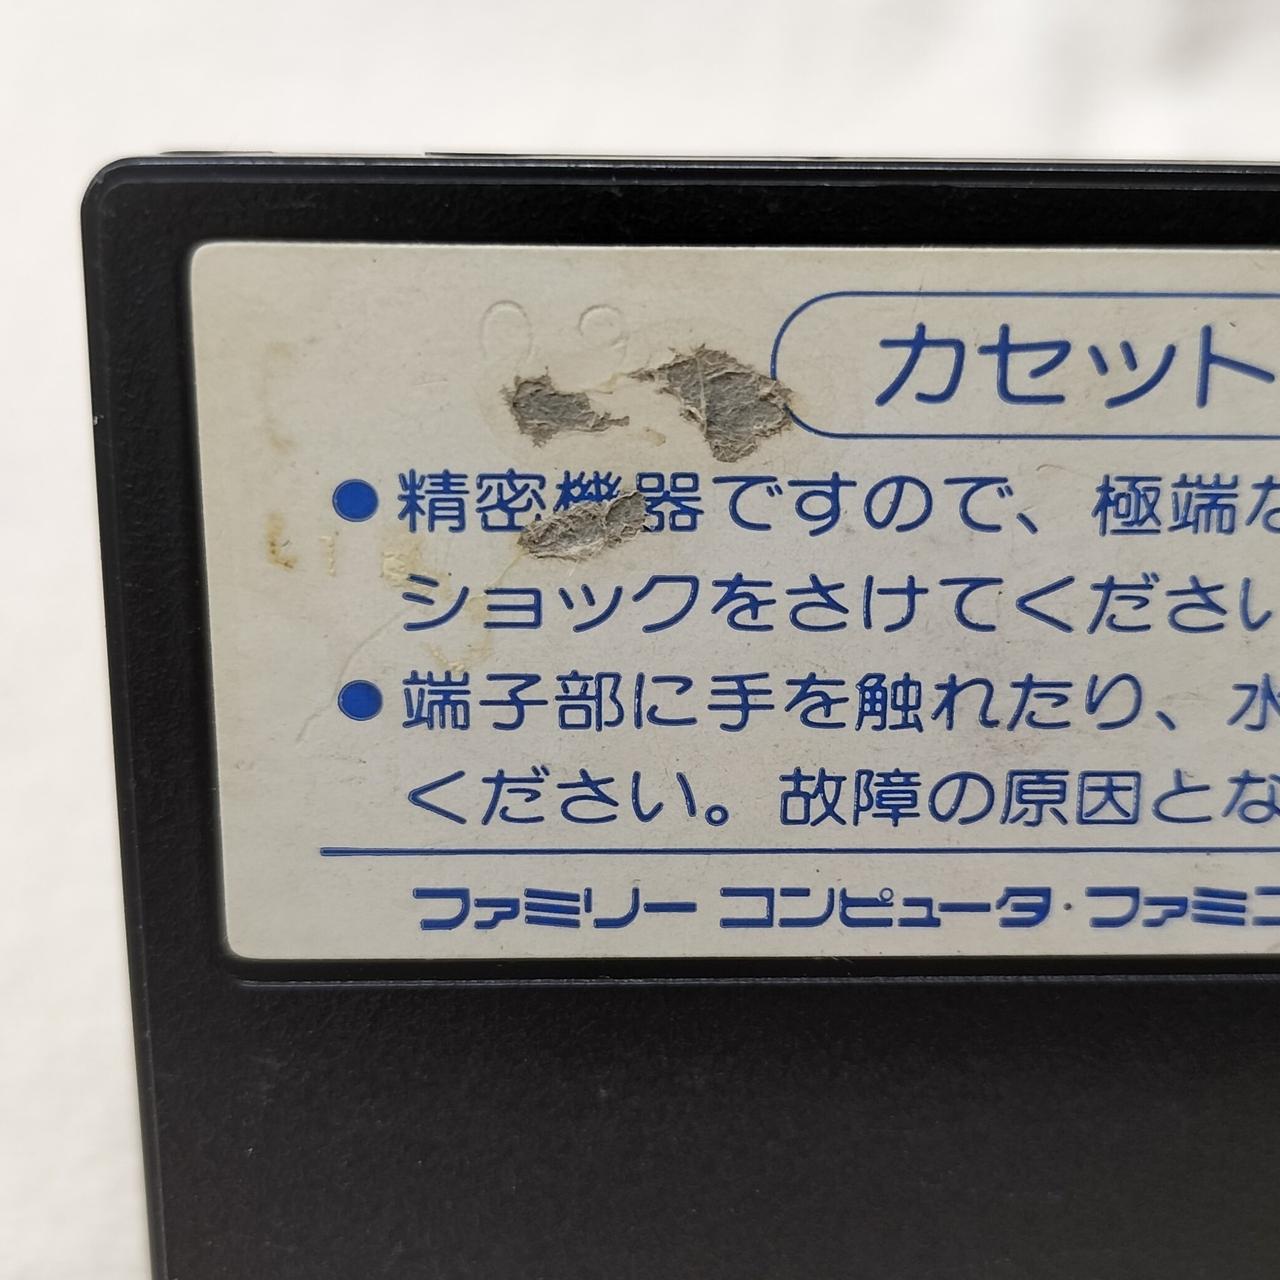 カセット
●精密機器ですので、極端な
ショックをさけてください
●端子部に手を触れたり、水
ください。故障の原因とな
ファミリー コンピュータ・ファミコ